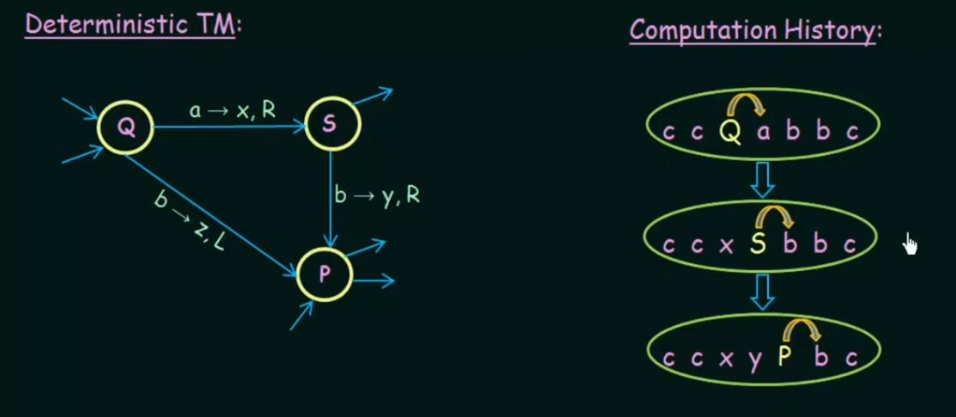 Deterministic TM:
Q
a → x, R
S
b → z, L
b → y, R
P
Computation History:
c c Q a b b c
c c x S b b c
c c x y P b c